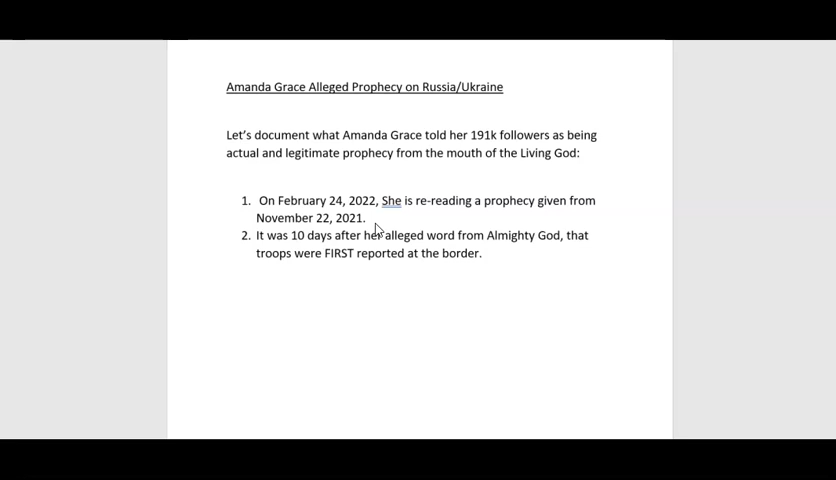 Amanda Grace Alleged Prophecy on Russia/Ukraine
Let's document what Amanda Grace told her 191k followers as being
actual and legitimate prophecy from the mouth of the Living God:
1. On February 24, 2022, She is re-reading a prophecy given from
November 22, 2021.
2. It was 10 days after her alleged word from Almighty God, that
troops were FIRST reported at the border.